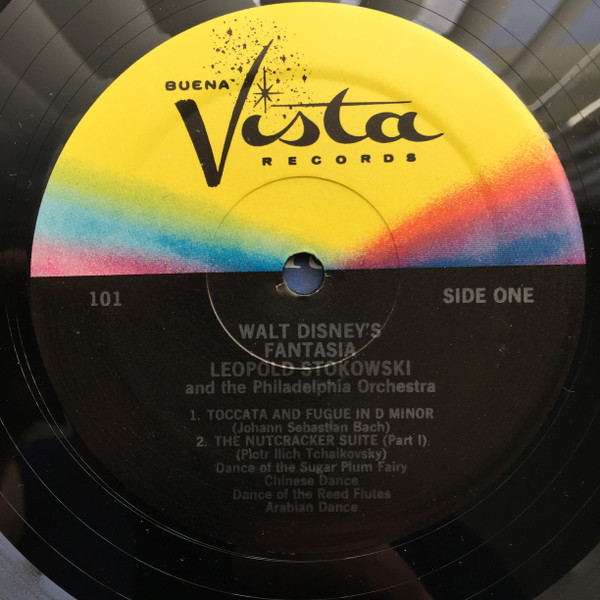 BUENA
Vista
RECORDS
101
SIDE ONE
WALT DISNEY'S
FANTASIA
LEOPOLD STOKOWSKI
and the Philadelphia Orchestra
1. TOCCATA AND FUGUE IN D MINOR
(Johann Sebastian Bach)
2. THE NUTCRACKER SUITE (Part I)
(Piotr Ilich Tchaikovsky)
Dance of the Sugar Plum Fairy
Chinese Dance
Dance of the Reed Flutes
Arabian Dance